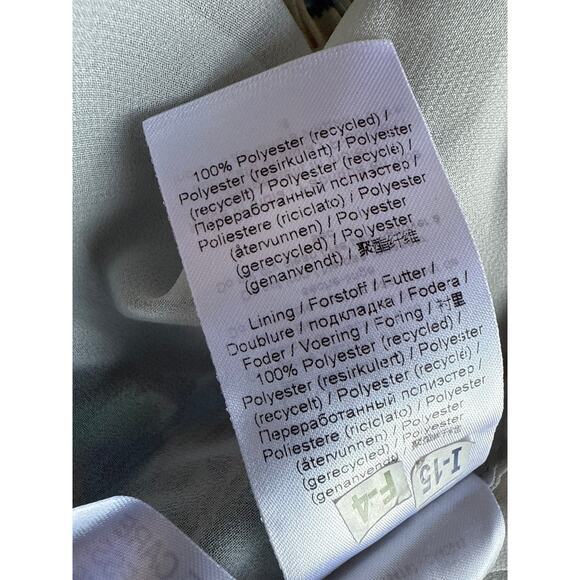 100% Polyester (recycled) /
Polyester (resirkulert) / Polyester
(recycelt) / Polyester (recyclé) /
Переработанный полиэстер /
Poliestere (riciclato) / Polyester
(återvunnen) / Polyester
(gerecycled) / Polyester
(genanvendt) / 聚酯纤维
Lining / Forstoff / Futter /
Doublure / подкладка / Fodera /
Foder / Voering / Foring / 衬里
100% Polyester (recycled) /
Polyester (resirkulert) / Polyester
(recycelt) / Polyester (recyclé) /
Переработанный полиэстер /
Poliestere (riciclato) / Polyester
(återvunnen) / Polyester
(gerecycled) / Polyester
(genanvendt) /
F-4
I-15